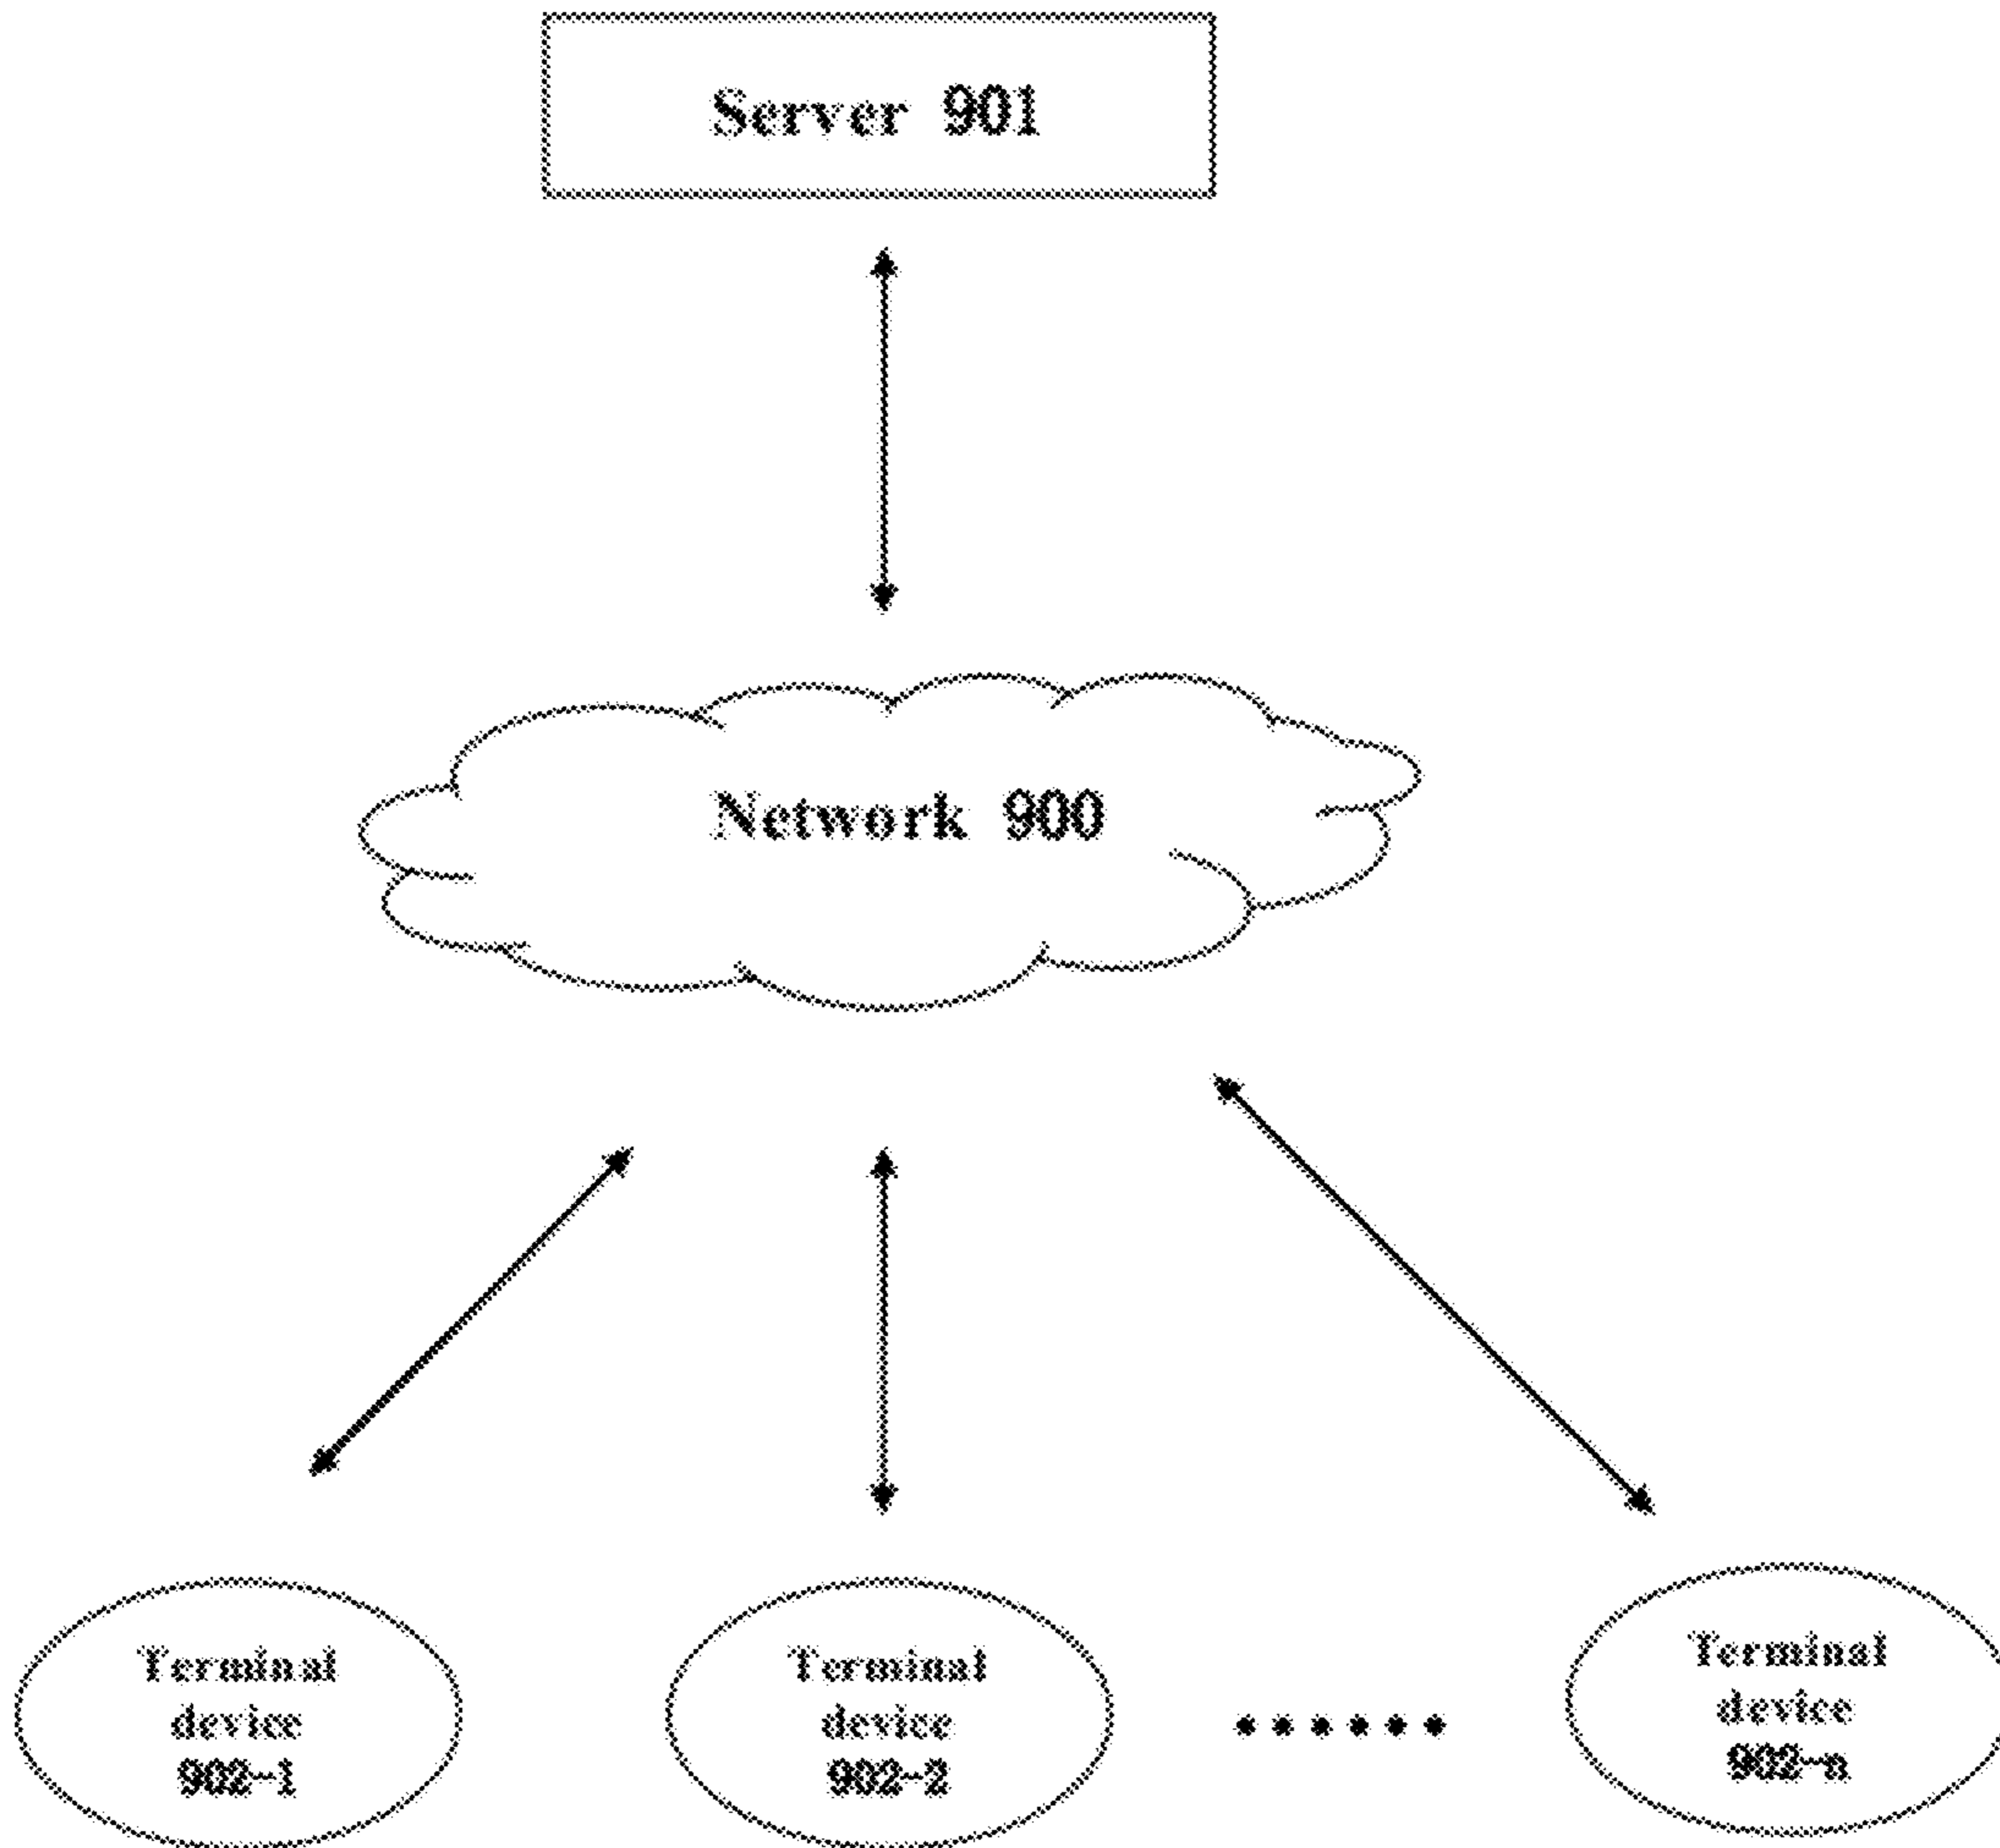 Server 901
Network 900
Terminal
device
902-1
Terminal
device
902-2
......
Terminal
device
902-n